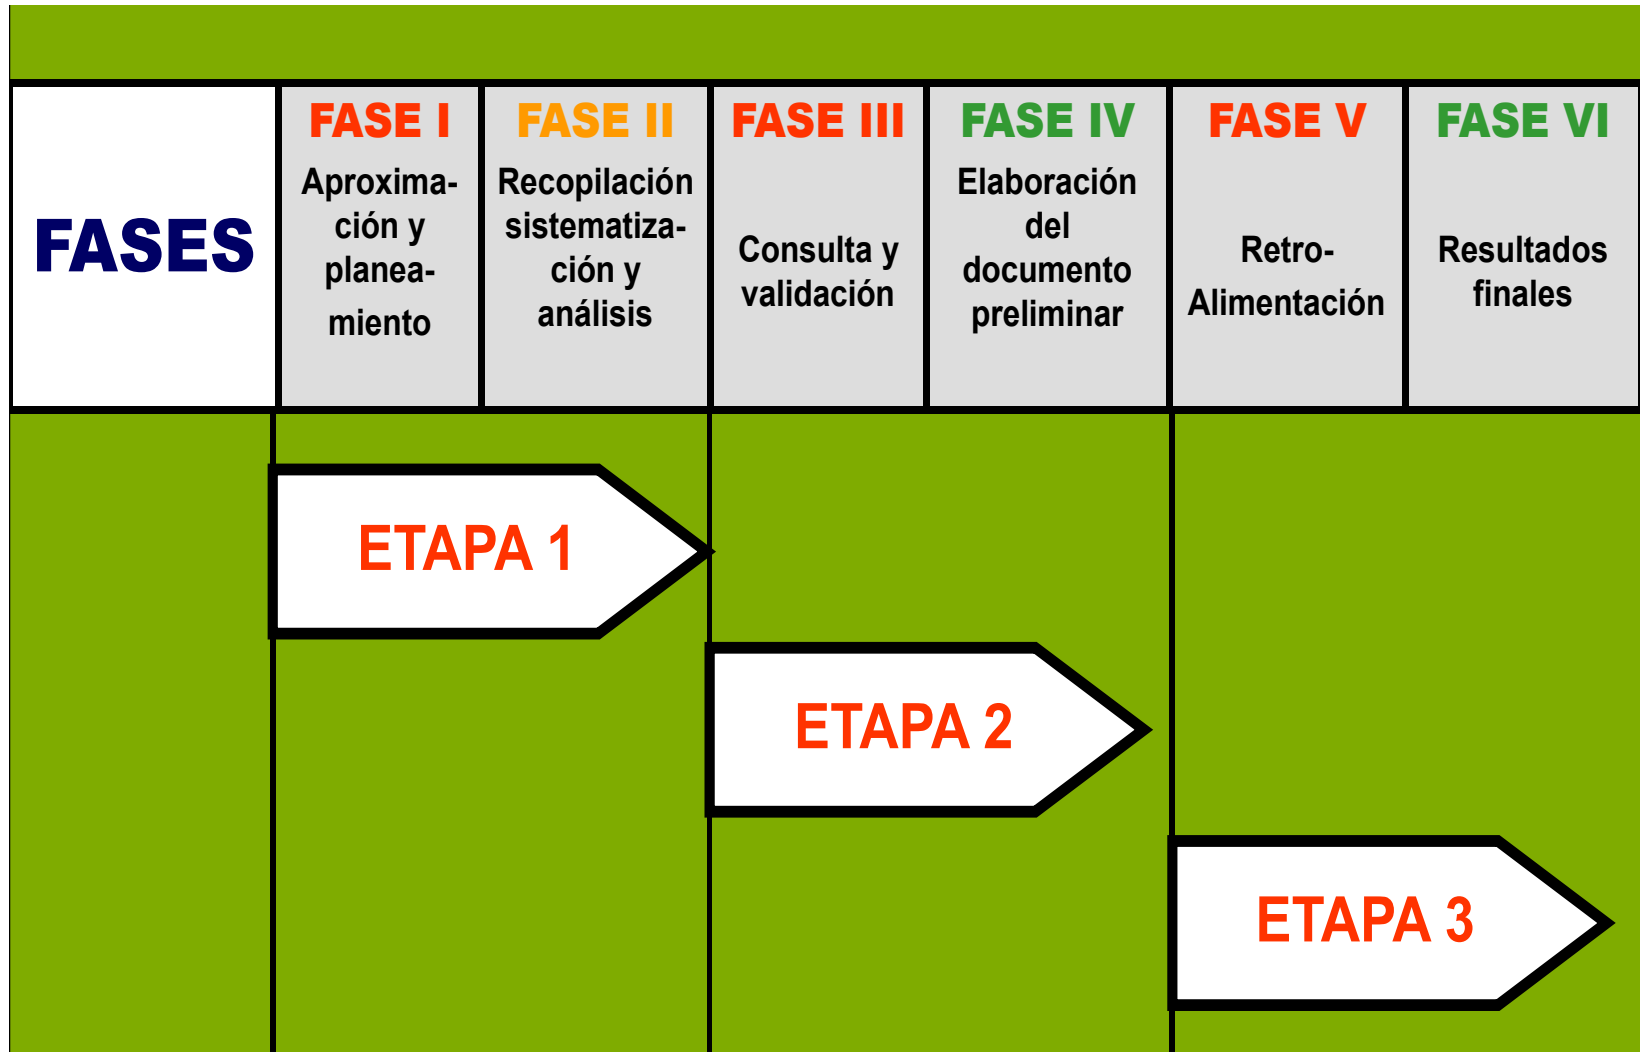 FASES
FASE I
Aproxima-
ción y
planea-
miento
FASE II
Recopilación
sistematiza-
ción y
análisis
FASE III
Consulta y
validación
FASE IV
Elaboración
del
documento
preliminar
FASE V
Retro-
Alimentación
FASE VI
Resultados
finales
ETAPA 1
ETAPA 2
ETAPA 3